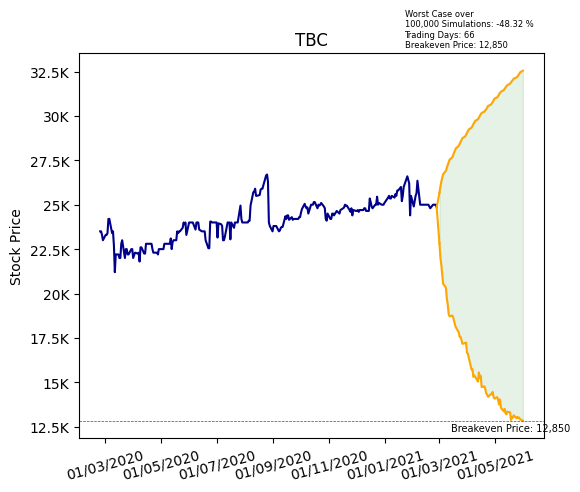 Worst Case over
100,000 Simulations: -48.32 %
Trading Days: 66
Breakeven Price: 12,850
TBC
Stock Price
32.5K
30K
27.5K
25K
22.5K
20K
17.5K
15K
12.5K
Breakeven Price: 12,850
01/03/2020
01/05/2020
01/07/2020
01/09/2020
01/11/2020
01/01/2021
01/03/2021
01/05/2021